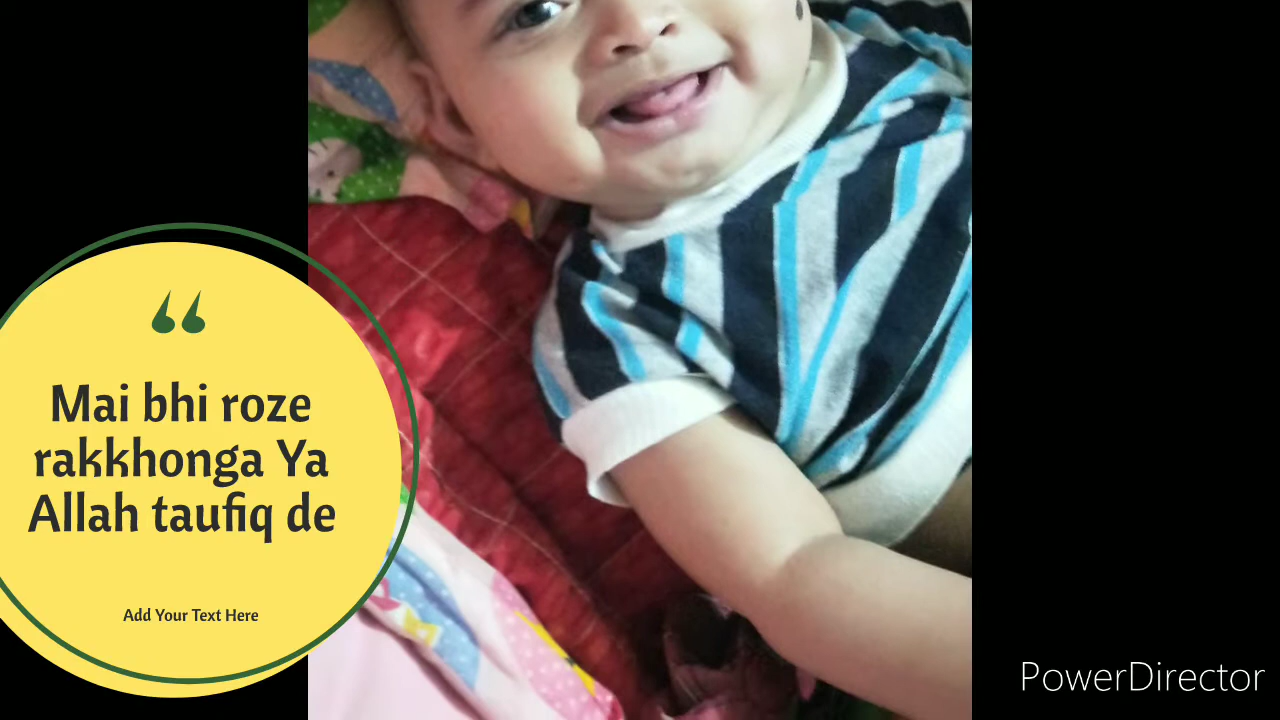 “
Mai bhi roze
rakkhonga Ya
Allah taufiq de
Add Your Text Here
PowerDirector